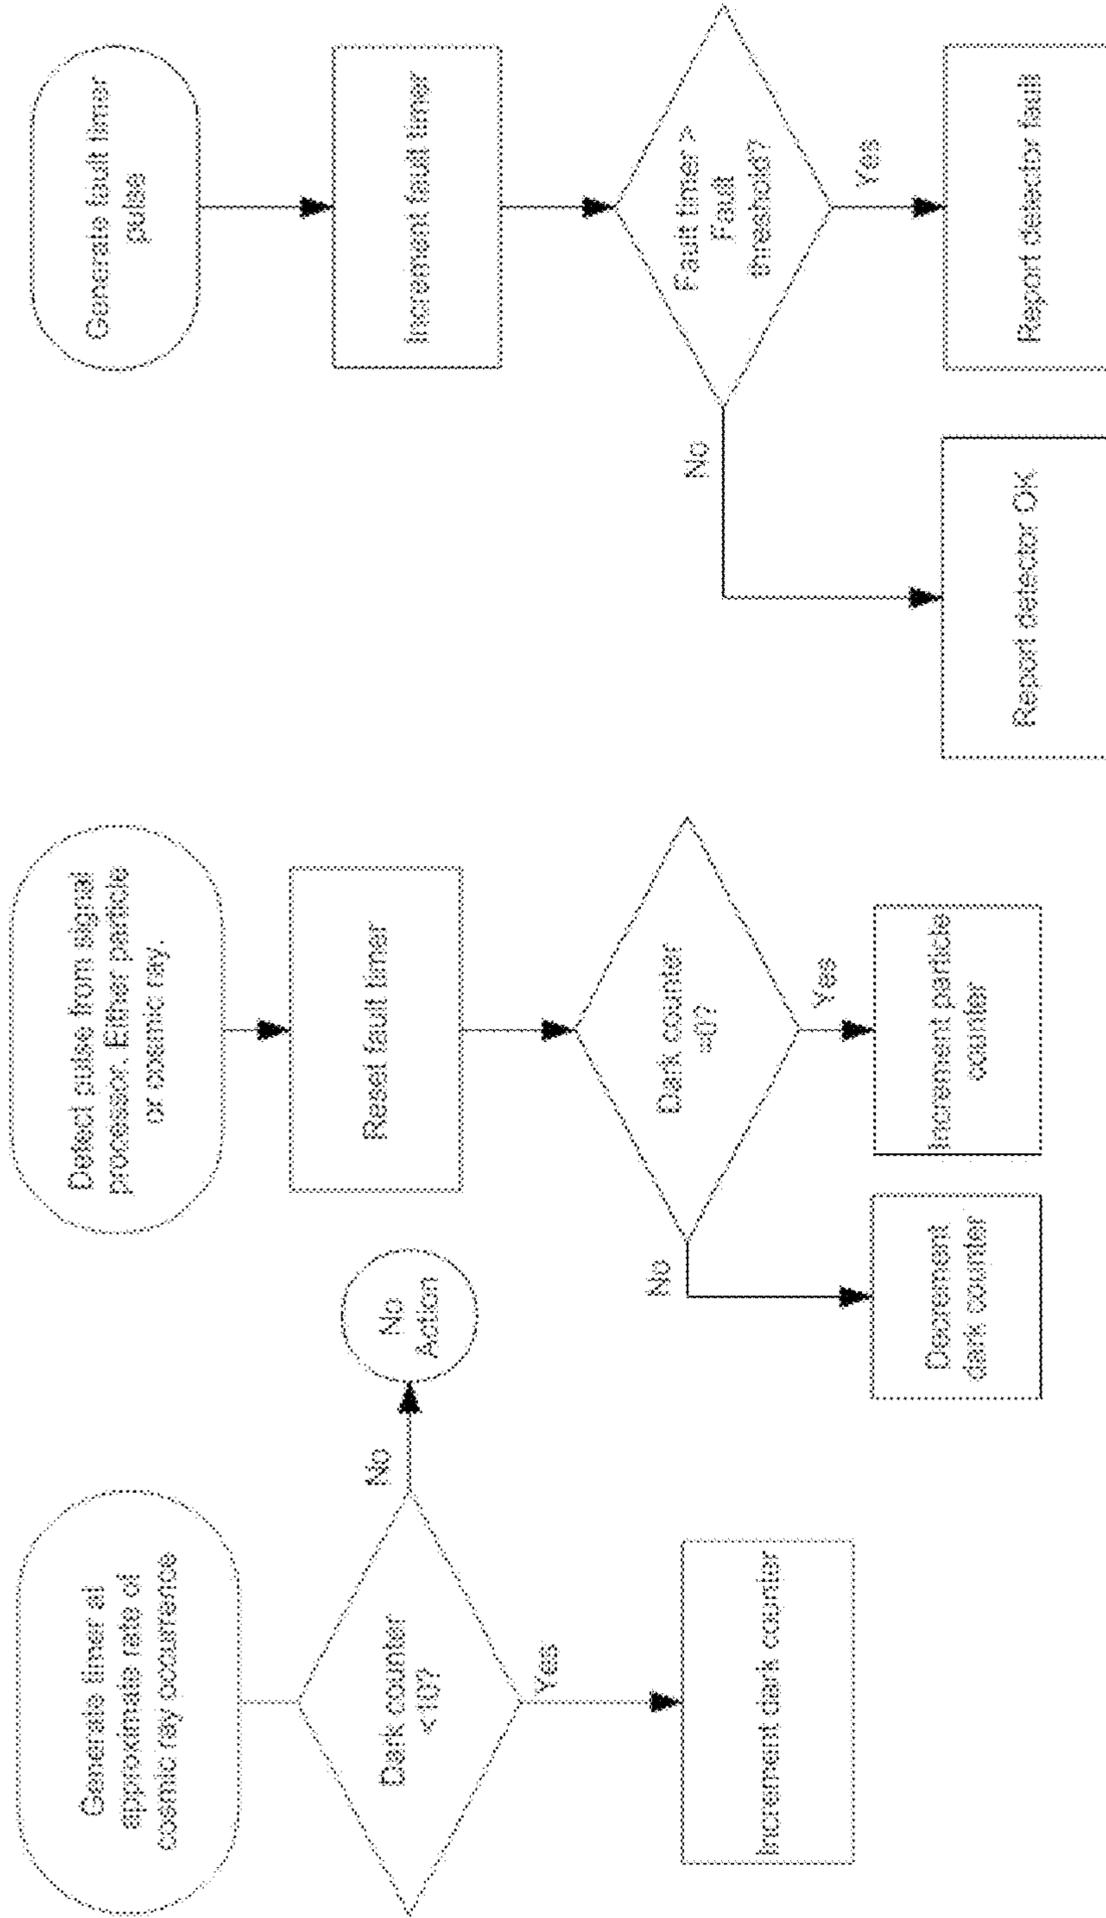 Generate timer at
approximate rate of
cosmic ray occurrence
Dark counter
<10?
No
No
Action
Yes
Increment dark counter
Detect pulse from signal
processor. Either particle
or cosmic ray.
Reset fault timer
Dark counter
=0?
No
Yes
Decrement
dark counter
Increment particle
counter
Generate fault timer
pulse
Increment fault timer
Fault timer >
Fault
threshold?
No
Yes
Report detector OK
Report detector fault